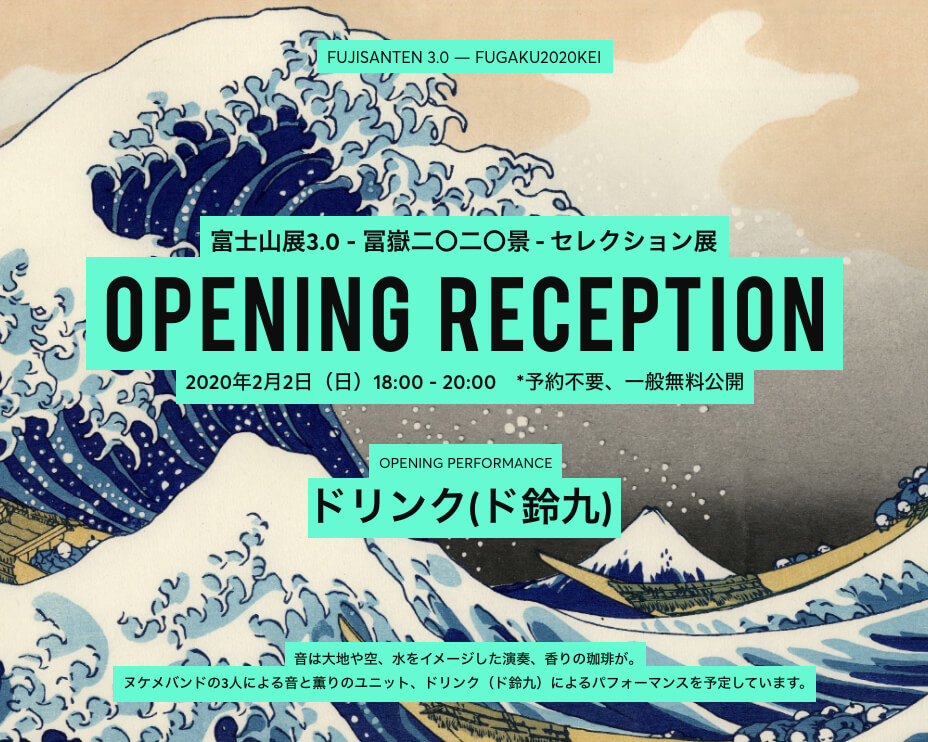 FUJISANTEN 3.0 — FUGAKU2020KEI
富士山展3.0 - 冨嶽二〇二〇景 - セレクション展
OPENING RECEPTION
2020年2月2日（日）18:00 - 20:00　*予約不要、一般無料公開
OPENING PERFORMANCE
ドリンク(ド鈴九)
音は大地や空、水をイメージした演奏、香りの珈琲が。
ヌケメバンドの3人による音と薫りのユニット、ドリンク（ド鈴九）によるパフォーマンスを予定しています。